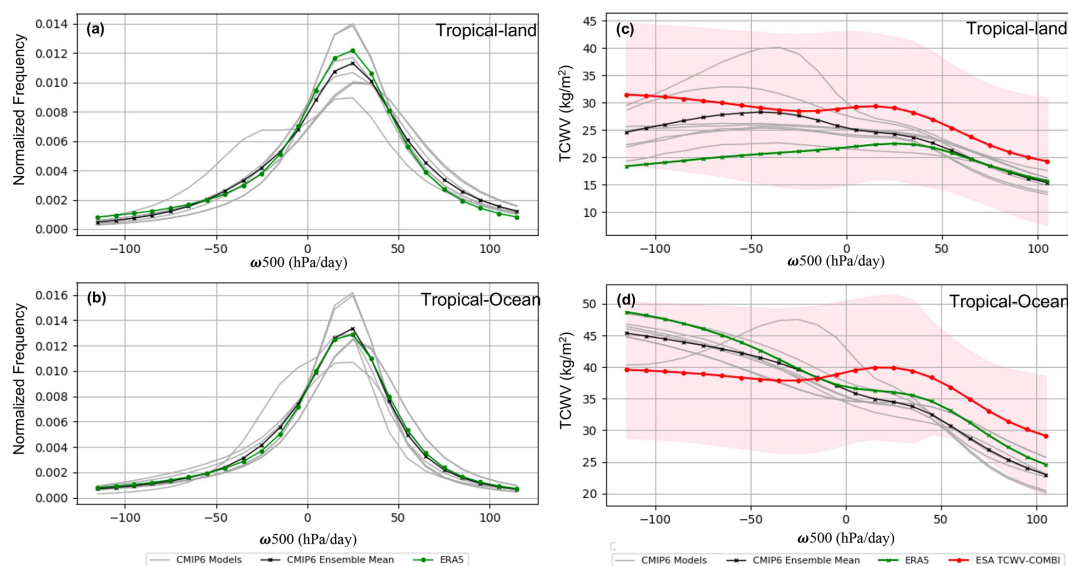 (a)
Tropical-land
Normalized Frequency
0.014
0.012
0.010
0.008
0.006
0.004
0.002
0.000
−100
−50
0
50
100
ω500 (hPa/day)
(c)
Tropical-land
TCWV (kg/m²)
45
40
35
30
25
20
15
10
−100
−50
0
50
100
ω500 (hPa/day)
(b)
Tropical-Ocean
Normalized Frequency
0.016
0.014
0.012
0.010
0.008
0.006
0.004
0.002
0.000
−100
−50
0
50
100
ω500 (hPa/day)
(d)
Tropical-Ocean
TCWV (kg/m²)
50
45
40
35
30
25
20
−100
−50
0
50
100
ω500 (hPa/day)
CMIP6 Models CMIP6 Ensemble Mean ERA5
CMIP6 Models CMIP6 Ensemble Mean ERA5 ESA TCWV-COMBI